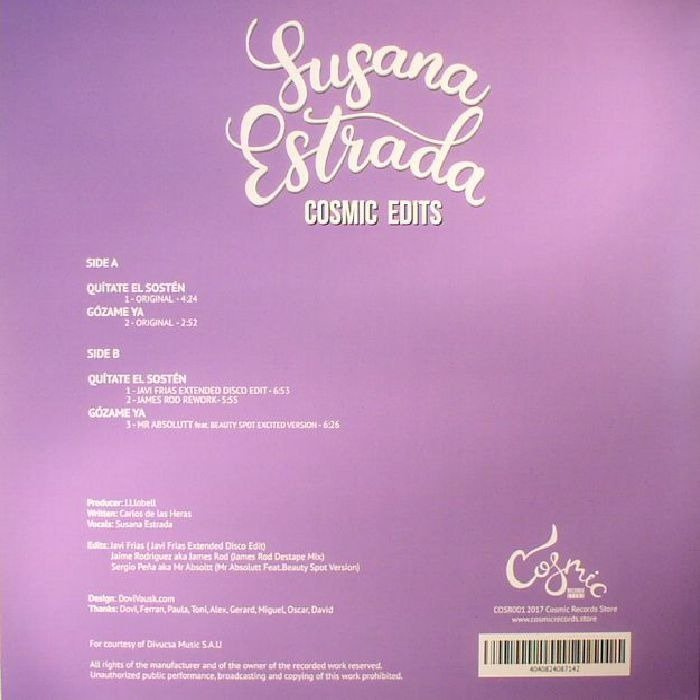 Susana
Estrada
COSMIC EDITS
SIDE A
QUÍTATE EL SOSTÉN
1 - ORIGINAL - 4:24
GÓZAME YA
2 - ORIGINAL - 2:52
SIDE B
QUÍTATE EL SOSTÉN
1 - JAVI FRIAS EXTENDED DISCO EDIT - 6:53
2 - JAMES ROD REWORK - 5:55
GÓZAME YA
3 - MR ABSOLUTT feat. BEAUTY SPOT EXCITED VERSION - 6:26
Producer: J.Llobell
Written: Carlos de las Heras
Vocals: Susana Estrada
Edits: Javi Frias ( Javi Frias Extended Disco Edit)
Jaime Rodriguez aka James Rod (James Rod Destape Mix)
Sergio Peña aka Mr Absoltt (Mr Absolutt Feat.Beauty Spot Version)
Design: DoviVausk.com
Thanks: Dovi, Ferran, Paula, Toni, Alex, Gerard, Miguel, Oscar, David
For courtesy of Divucsa Music S.A.U
All rights of the manufacturer and of the owner of the recorded work reserved.
Unauthorized public performance, broadcasting and copying of this work prohibited.
Cosmic
COSR001 2017 Cosmic Records Store
www.cosmicrecords.store
4040824087142